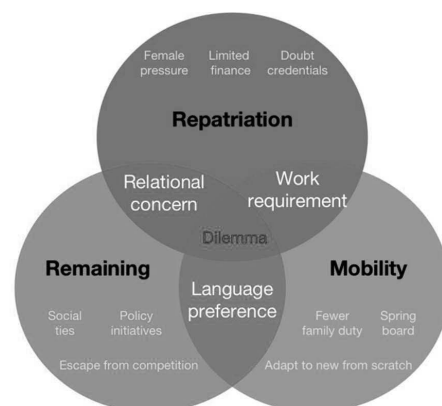 Female Limited Doubt
pressure finance credentials
Repatriation
Relational Work
concern requirement
Dilemma
Remaining Mobility
Language
preference
Social Policy Fewer Spring
ties initiatives family duty board
Escape from competition Adapt to new from scratch